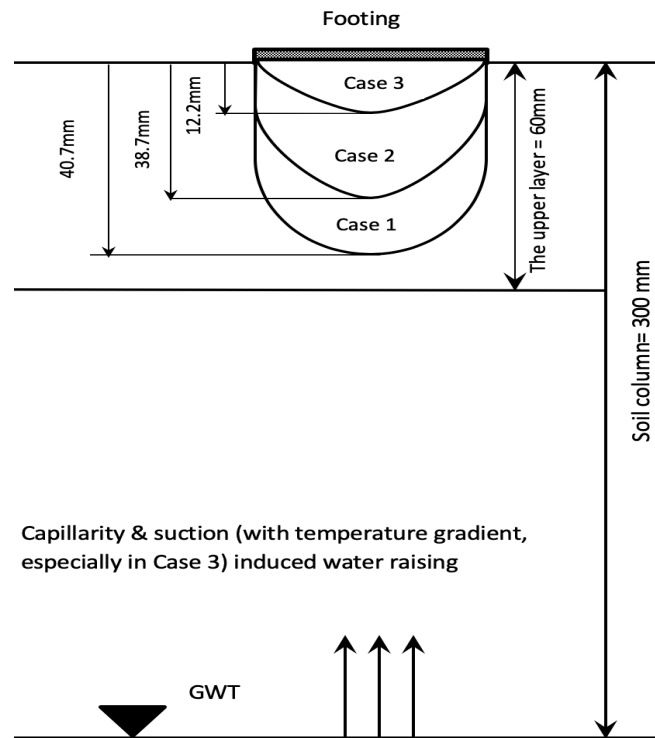 Footing
Case 3
12.2mm
38.7mm
40.7mm
Case 2
Case 1
The upper layer = 60mm
Soil column= 300 mm
Capillarity & suction (with temperature gradient,
especially in Case 3) induced water raising
GWT